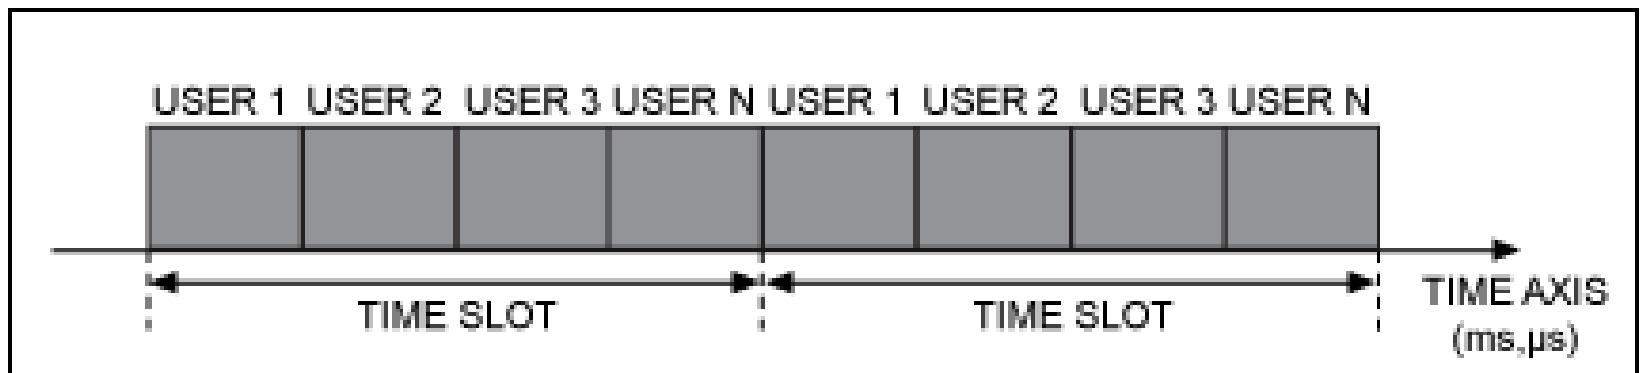 USER 1 USER 2 USER 3 USER N USER 1 USER 2 USER 3 USER N
TIME SLOT TIME SLOT TIME AXIS
(ms,µs)